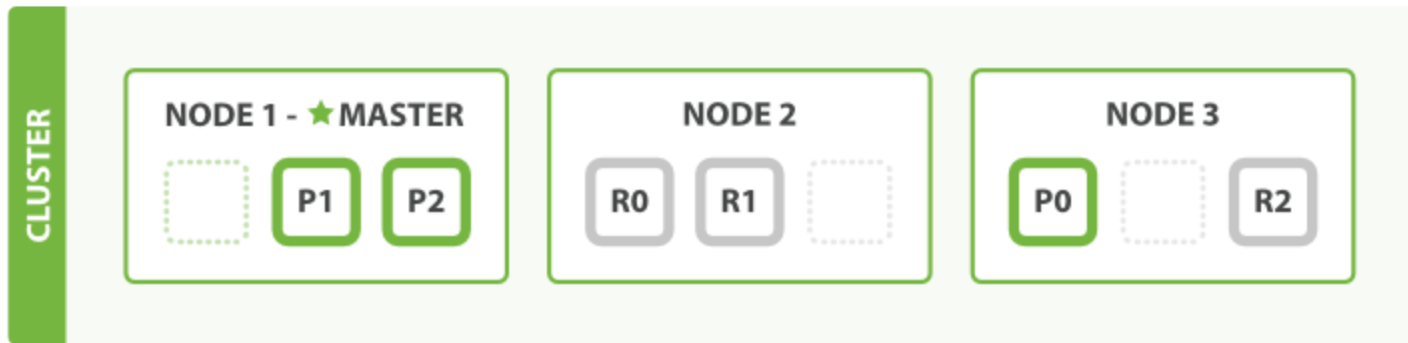 CLUSTER
NODE 1 - ★ MASTER
P1
P2
NODE 2
R0
R1
NODE 3
P0
R2